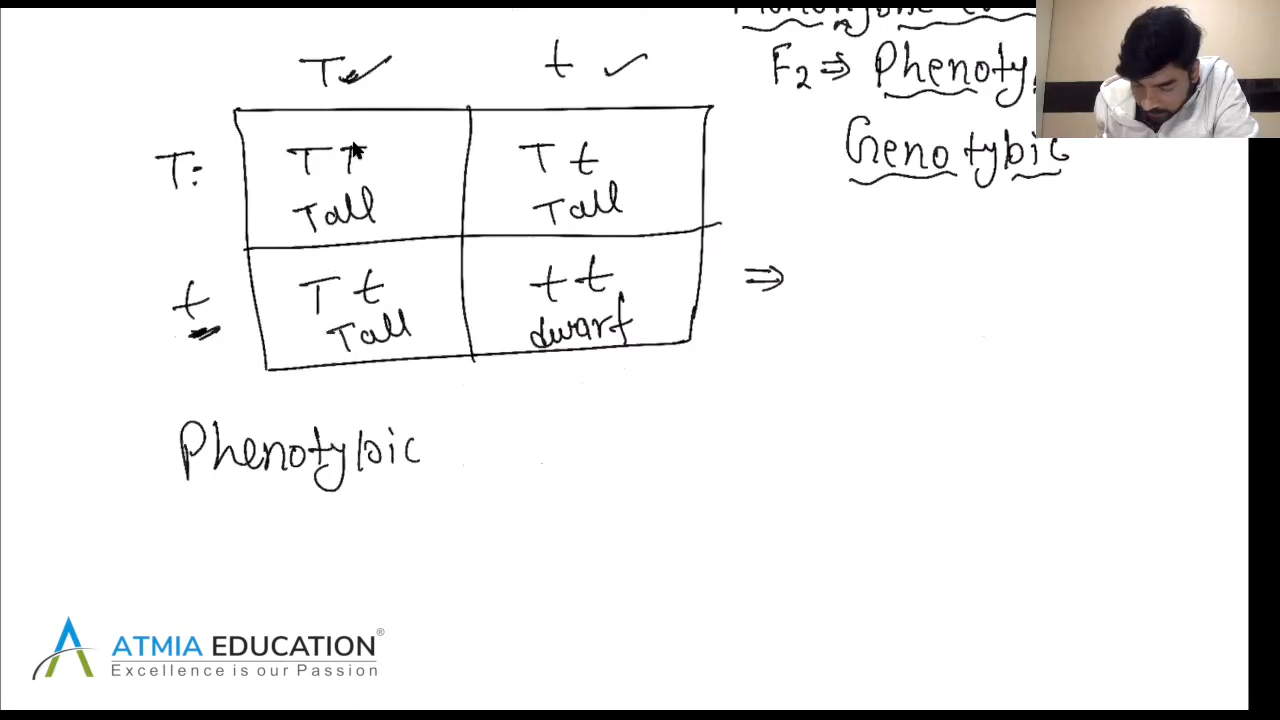 T t
F2 ⇒ Phenoty
Genotypic
T: TT Tt
Tall Tall
t Tt tt ⇒
Tall dwarf
Phenotypic
ATMIA EDUCATION®
Excellence is our Passion